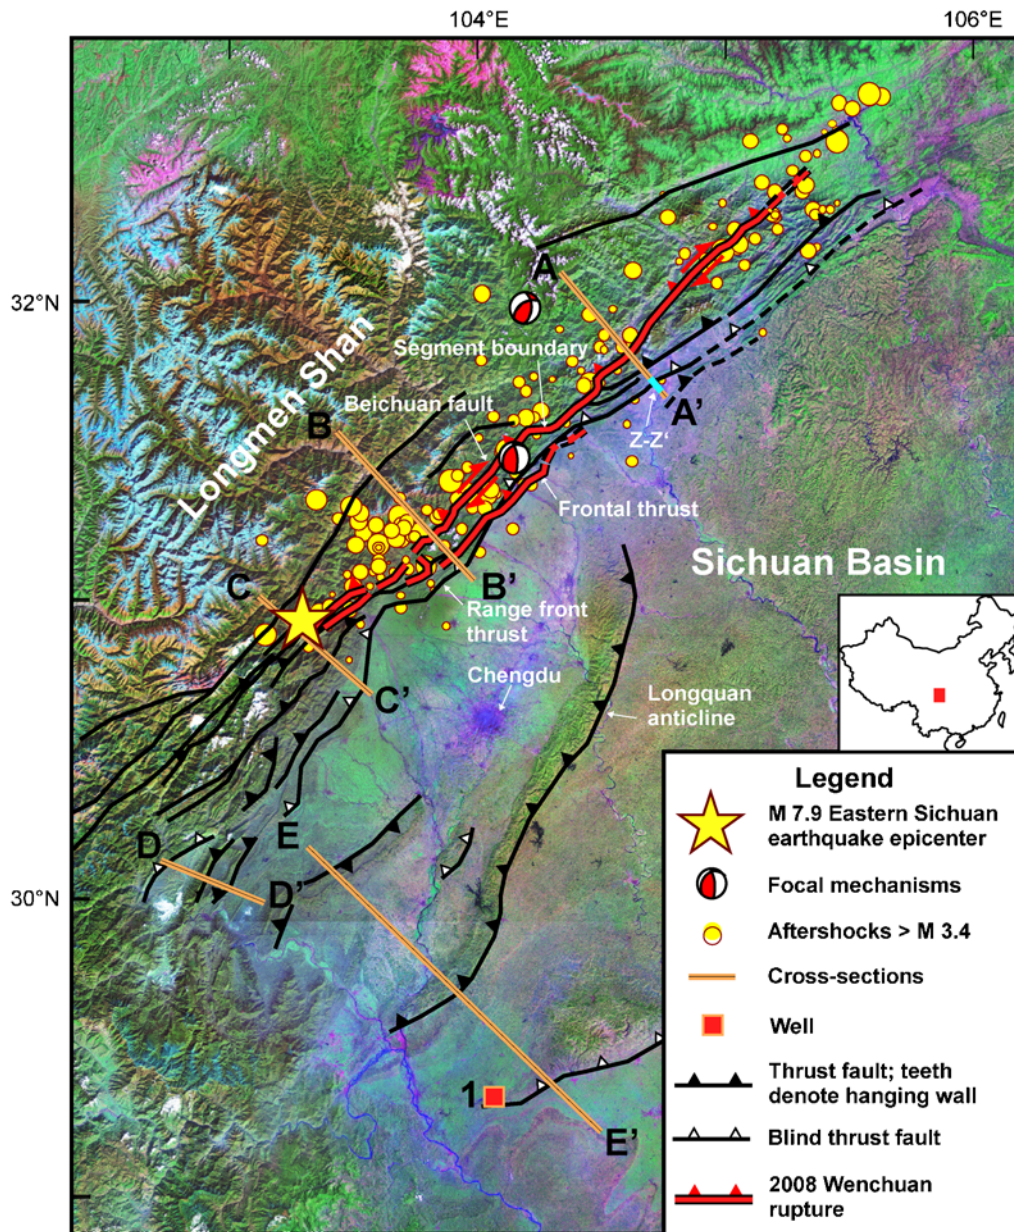 104°E
106°E
32°N
30°N
Longmen Shan
A
Segment boundary
Beichuan fault
B
A'
Z-Z'
Frontal thrust
Sichuan Basin
C
B'
Range front
thrust
C'
Chengdu
Longquan
anticline
D
E
D'
1
E'
Legend
M 7.9 Eastern Sichuan
earthquake epicenter
Focal mechanisms
Aftershocks > M 3.4
Cross-sections
Well
Thrust fault; teeth
denote hanging wall
Blind thrust fault
2008 Wenchuan
rupture